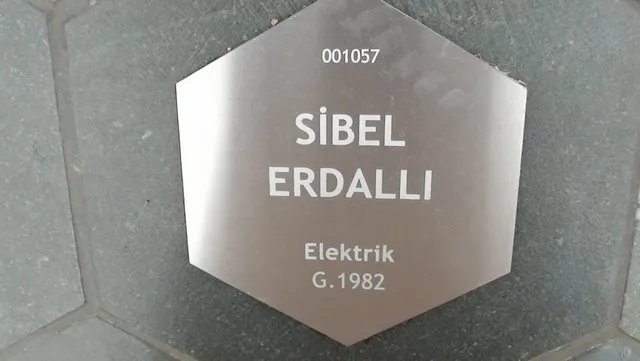 001057
SİBEL
ERDALLI
Elektrik
G.1982